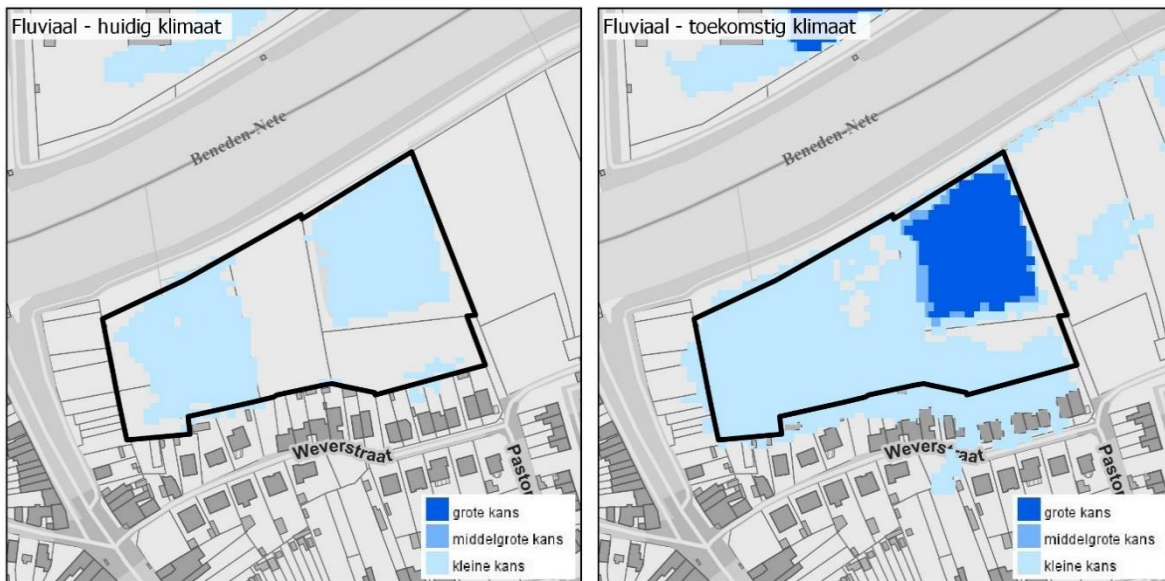 Fluviaal - huidig klimaat
Beneden-Nete
Weverstraat
Pastor
grote kans
middelgrote kans
kleine kans
Fluviaal - toekomstig klimaat
Beneden-Nete
Weverstraat
Pastor
grote kans
middelgrote kans
kleine kans